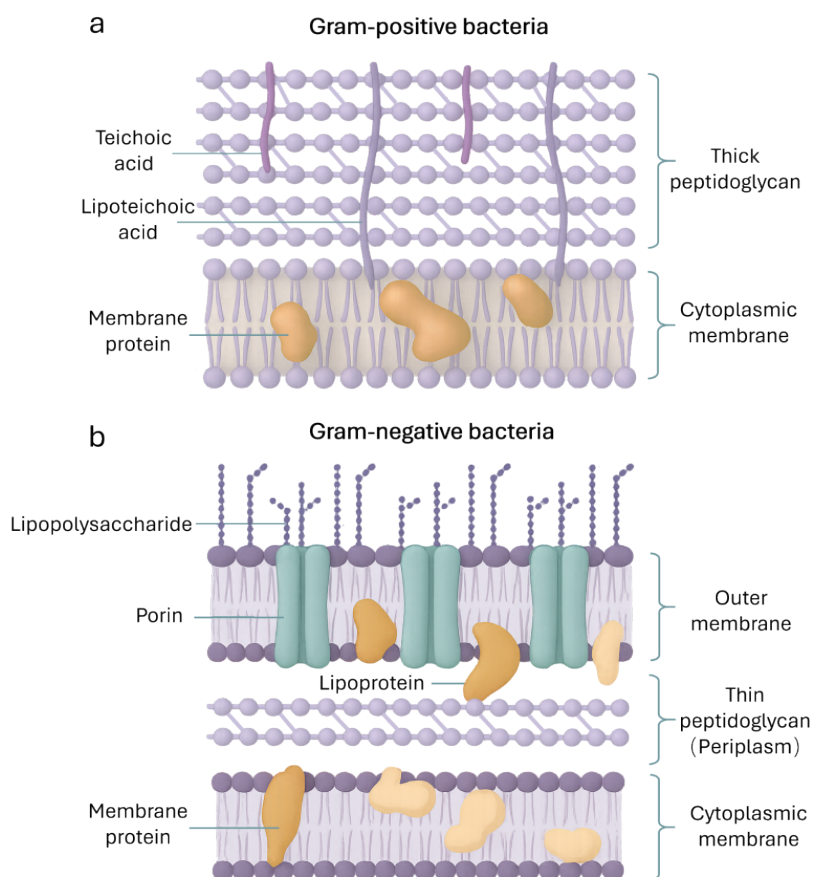 a
Gram-positive bacteria
Teichoic
acid
Lipoteichoic
acid
Membrane
protein
Thick
peptidoglycan
Cytoplasmic
membrane
b
Gram-negative bacteria
Lipopolysaccharide
Porin
Lipoprotein
Membrane
protein
Outer
membrane
Thin
peptidoglycan
（Periplasm）
Cytoplasmic
membrane